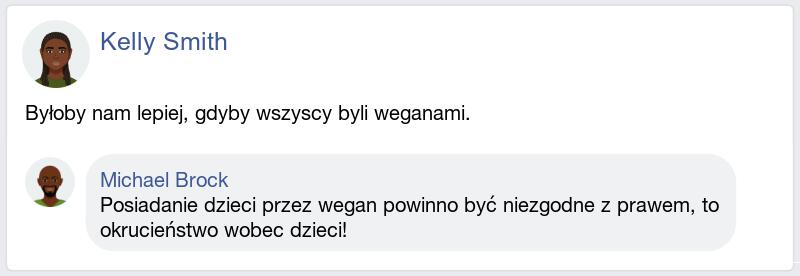 Kelly Smith
Byłoby nam lepiej, gdyby wszyscy byli weganami.
Michael Brock
Posiadanie dzieci przez wegan powinno być niezgodne z prawem, to
okrucieństwo wobec dzieci!